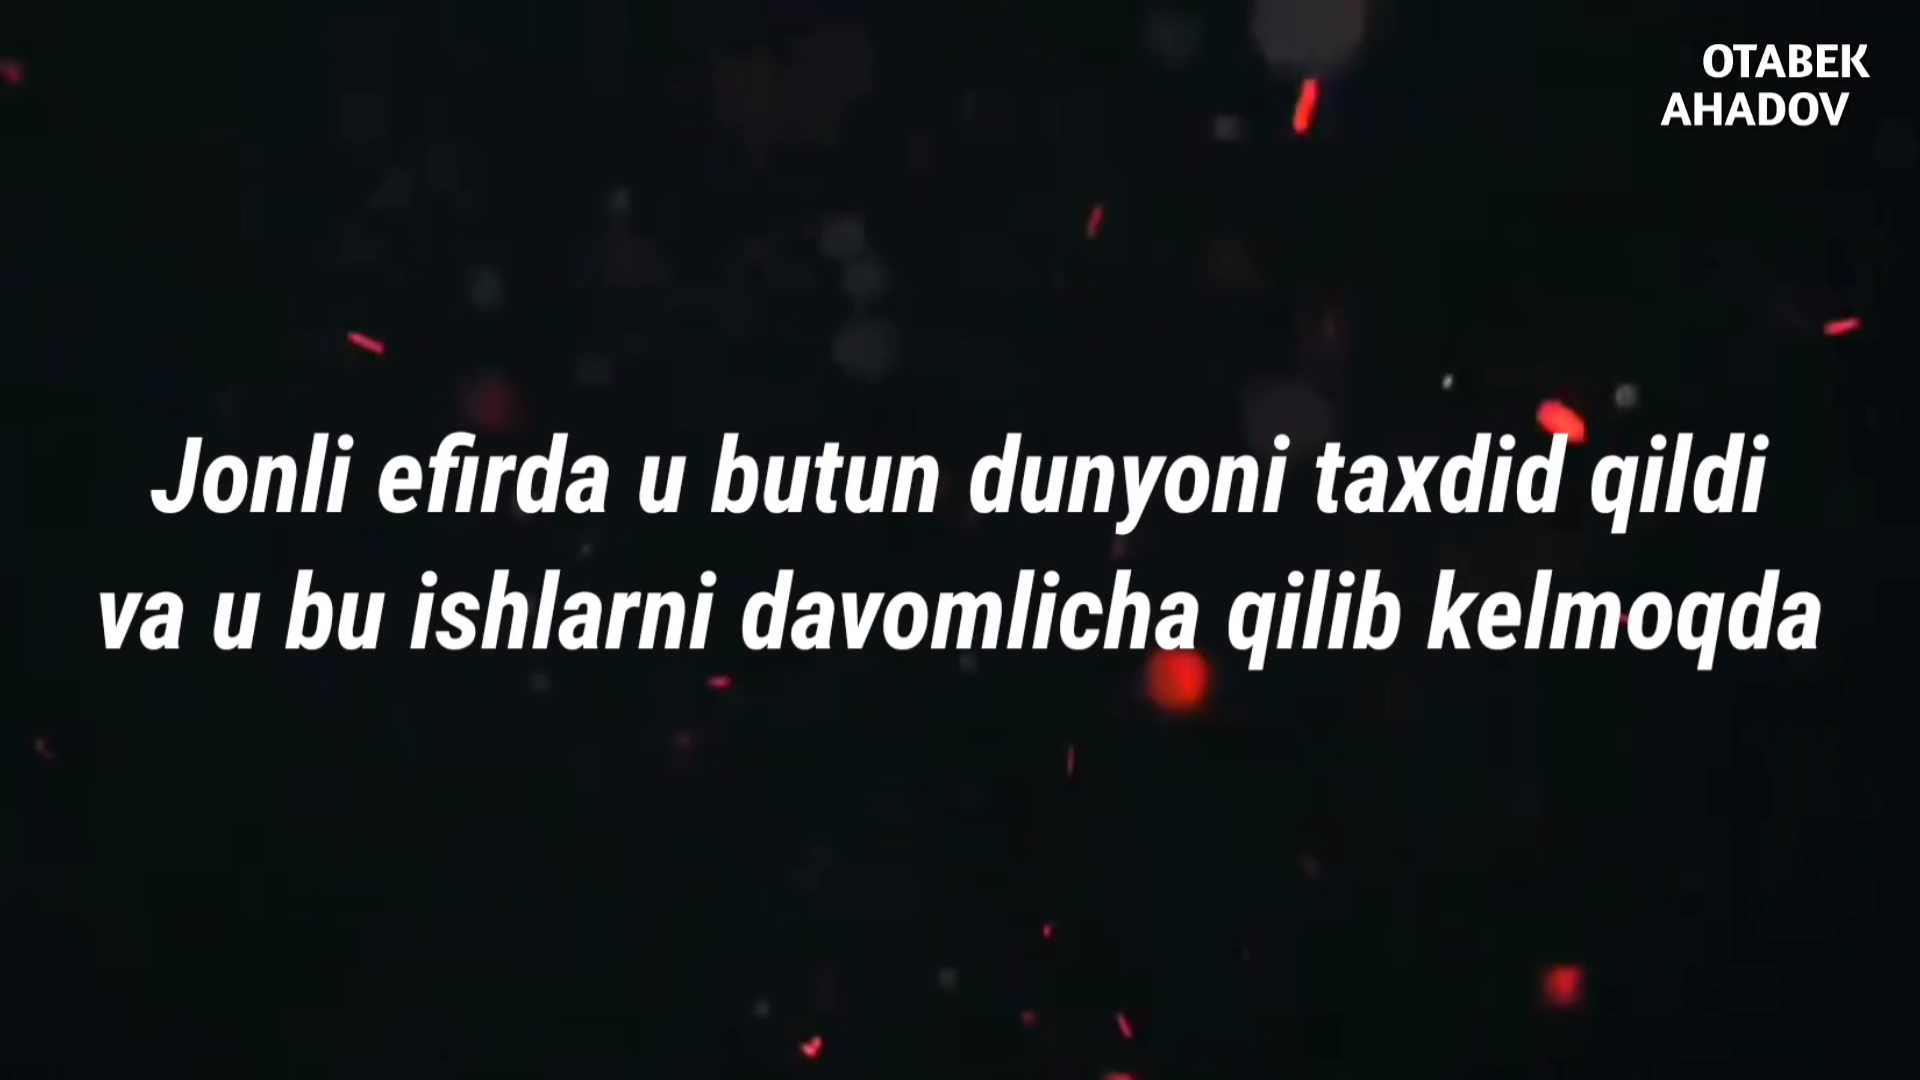 OTABEK
AHADOV
Jonli efirda u butun dunyoni taxdid qildi
va u bu ishlarni davomlicha qilib kelmoqda